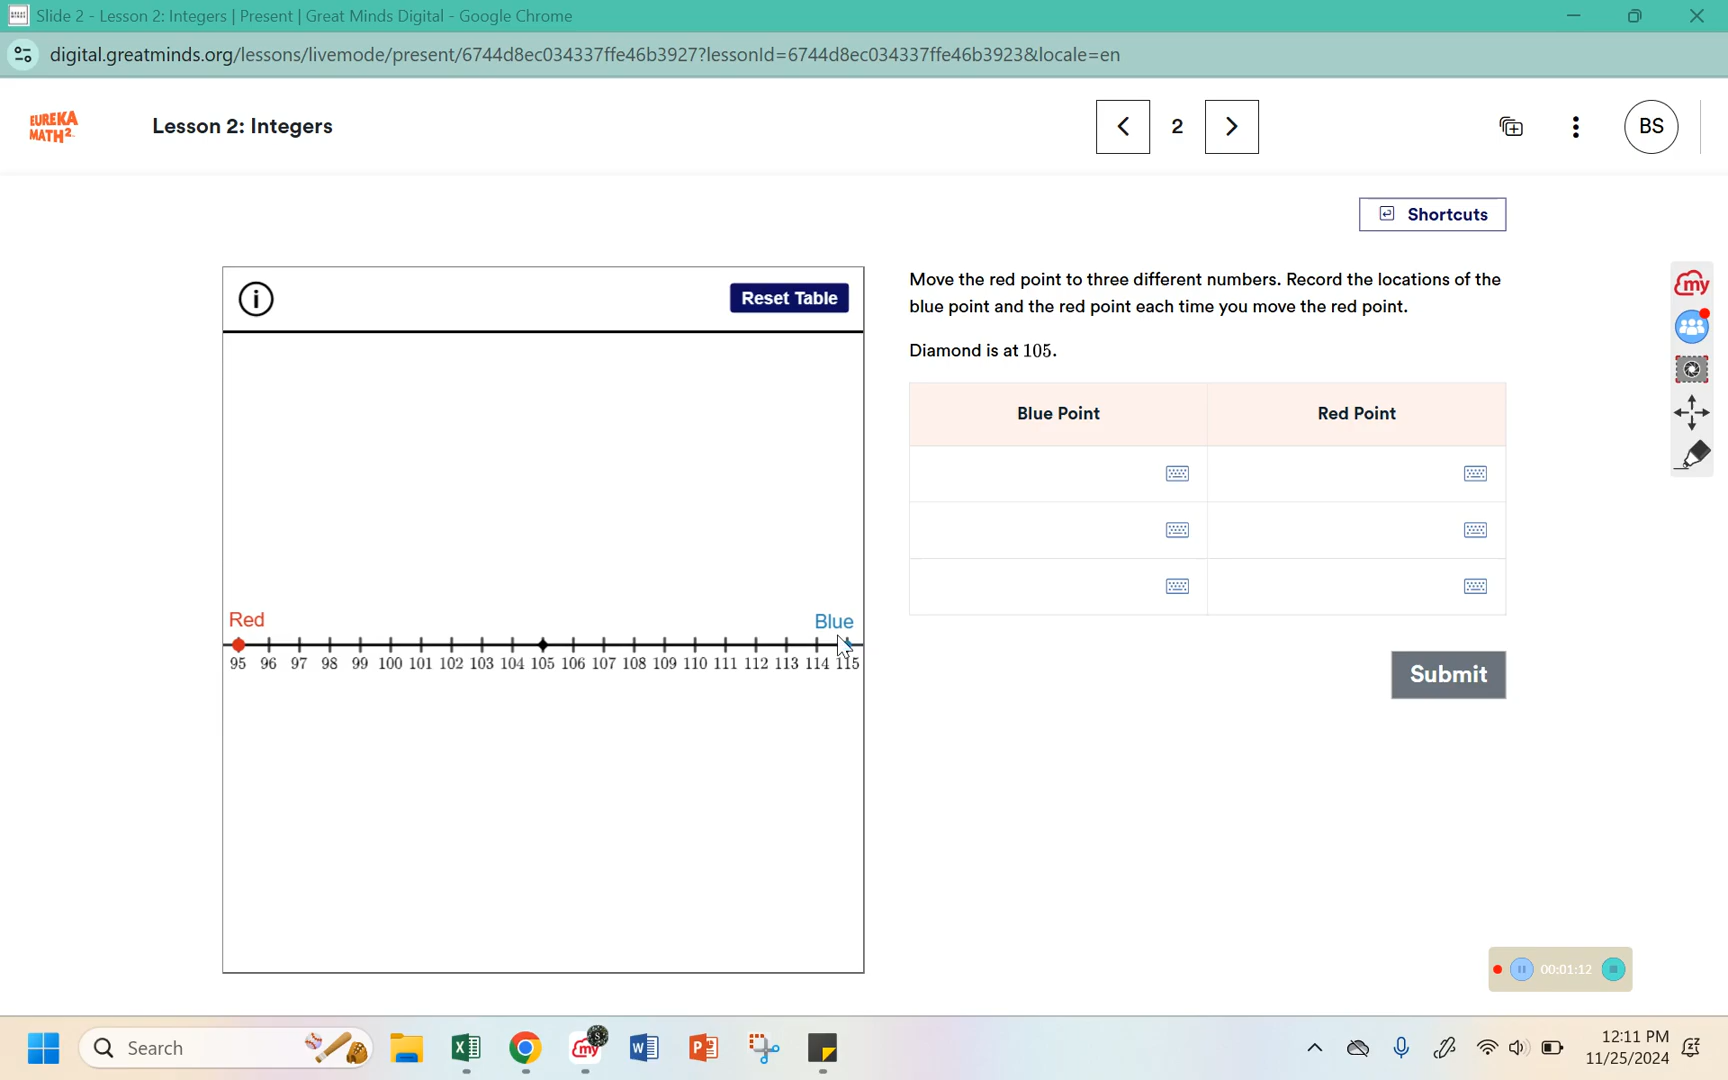 Slide 2 - Lesson 2: Integers | Present | Great Minds Digital - Google Chrome
digital.greatminds.org/lessons/livemode/present/6744d8ec034337ffe46b3927?lessonId=6744d8ec034337ffe46b3923&locale=en
EUREKA
MATH²
Lesson 2: Integers
2
BS
Shortcuts
i
Reset Table
Move the red point to three different numbers. Record the locations of the
blue point and the red point each time you move the red point.
Diamond is at 105.
Blue Point Red Point
Red Blue
95 96 97 98 99 100 101 102 103 104 105 106 107 108 109 110 111 112 113 114 115
Submit
my
00:01:12
Search
my
S
12:11 PM
11/25/2024